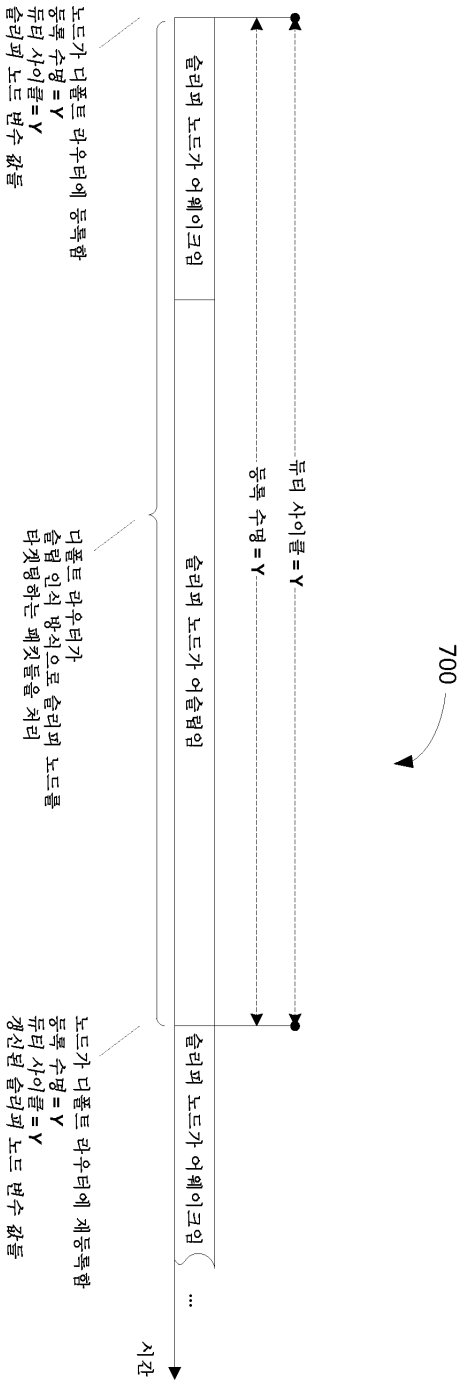 700
듀티 사이클 = Y
등록 수명 = Y
슬리피 노드가 어웨이크임
슬리피 노드가 어슬립임
슬리피 노드가 어웨이크임
...
시간
노드가 디폴트 라우터에 등록함
등록 수명 = Y
듀티 사이클 = Y
슬리피 노드 변수 값들
디폴트 라우터가
슬립 인식 방식으로 슬리피 노드를
타겟팅하는 패킷들을 처리
노드가 디폴트 라우터에 재등록함
등록 수명 = Y
듀티 사이클 = Y
갱신된 슬리피 노드 변수 값들